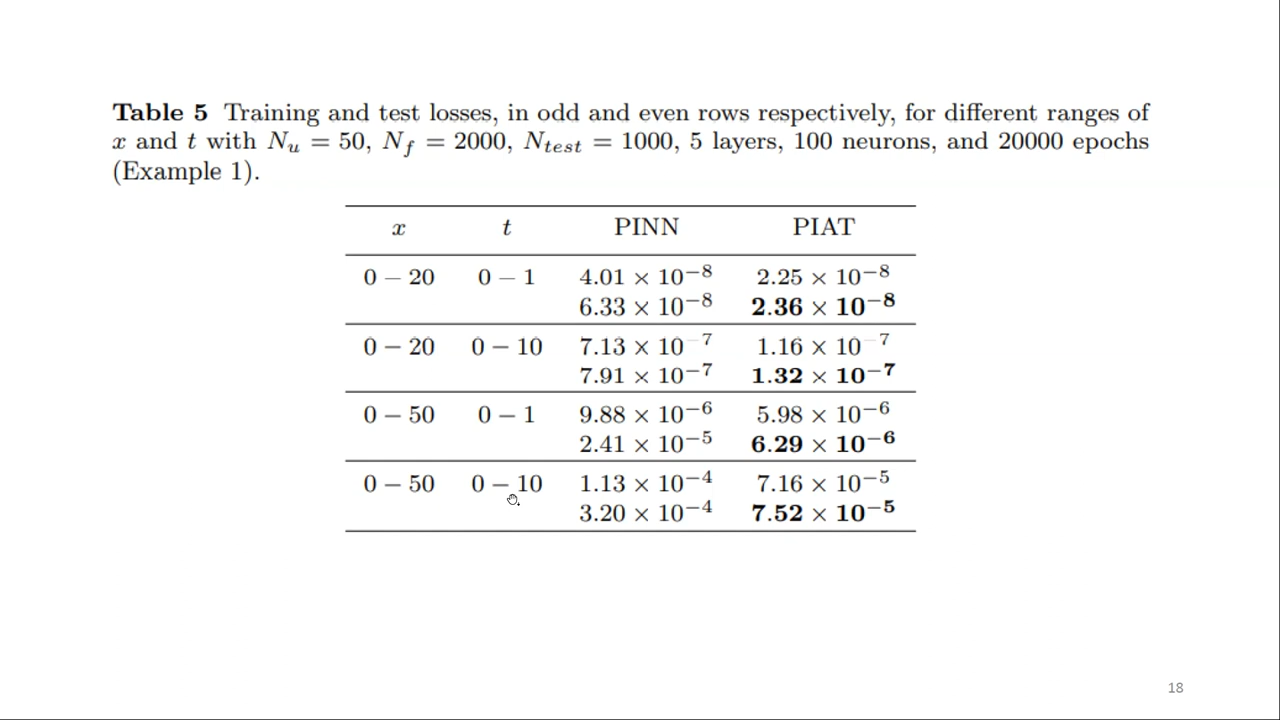 Table 5 Training and test losses, in odd and even rows respectively, for different ranges of
x and t with N_u = 50, N_f = 2000, N_test = 1000, 5 layers, 100 neurons, and 20000 epochs
(Example 1).
x t PINN PIAT
0 − 20 0 − 1 4.01 × 10⁻⁸ 2.25 × 10⁻⁸
6.33 × 10⁻⁸ 2.36 × 10⁻⁸
0 − 20 0 − 10 7.13 × 10⁻⁷ 1.16 × 10⁻⁷
7.91 × 10⁻⁷ 1.32 × 10⁻⁷
0 − 50 0 − 1 9.88 × 10⁻⁶ 5.98 × 10⁻⁶
2.41 × 10⁻⁵ 6.29 × 10⁻⁶
0 − 50 0 − 10 1.13 × 10⁻⁴ 7.16 × 10⁻⁵
3.20 × 10⁻⁴ 7.52 × 10⁻⁵
18